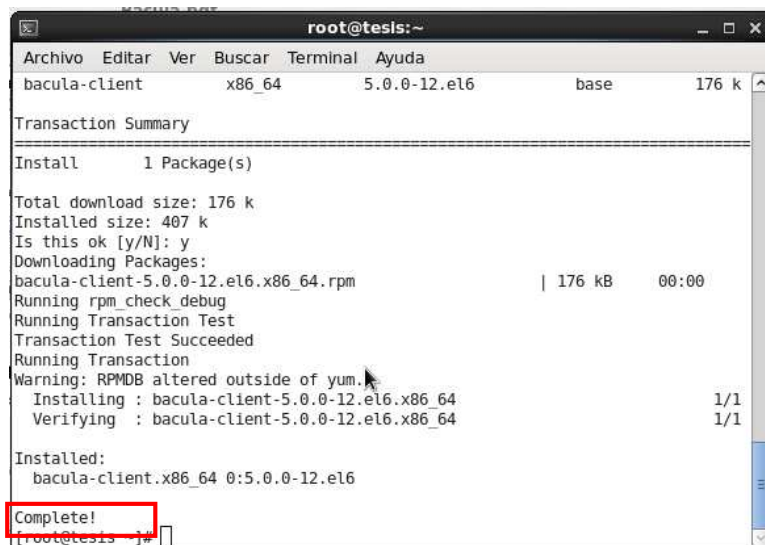 root@tesis:~
Archivo Editar Ver Buscar Terminal Ayuda
bacula-client x86_64 5.0.0-12.el6 base 176 k
Transaction Summary
================================================================================
Install 1 Package(s)
Total download size: 176 k
Installed size: 407 k
Is this ok [y/N]: y
Downloading Packages:
bacula-client-5.0.0-12.el6.x86_64.rpm | 176 kB 00:00
Running rpm_check_debug
Running Transaction Test
Transaction Test Succeeded
Running Transaction
Warning: RPMDB altered outside of yum.
Installing : bacula-client-5.0.0-12.el6.x86_64 1/1
Verifying : bacula-client-5.0.0-12.el6.x86_64 1/1
Installed:
bacula-client.x86_64 0:5.0.0-12.el6
Complete!
[root@tesis ~]#